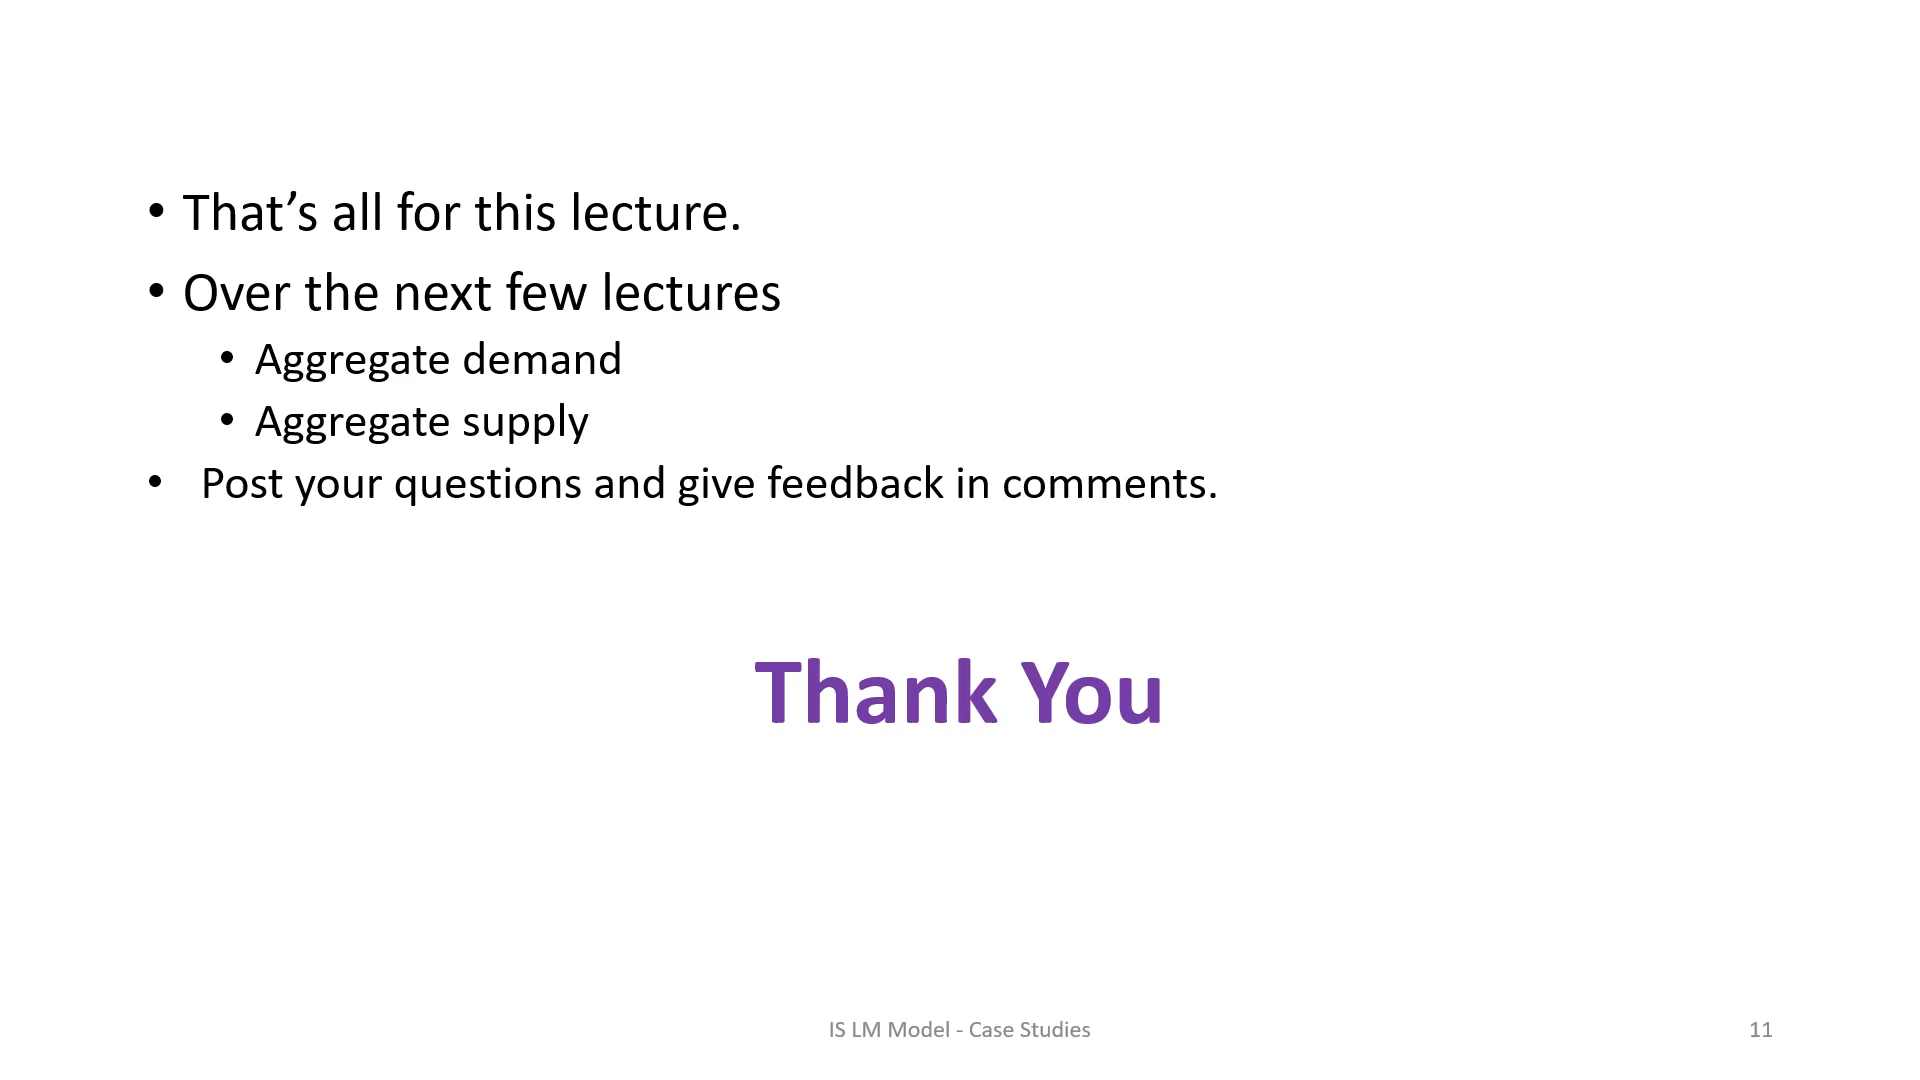 • That’s all for this lecture.
• Over the next few lectures
• Aggregate demand
• Aggregate supply
• Post your questions and give feedback in comments.
Thank You
IS LM Model - Case Studies
11